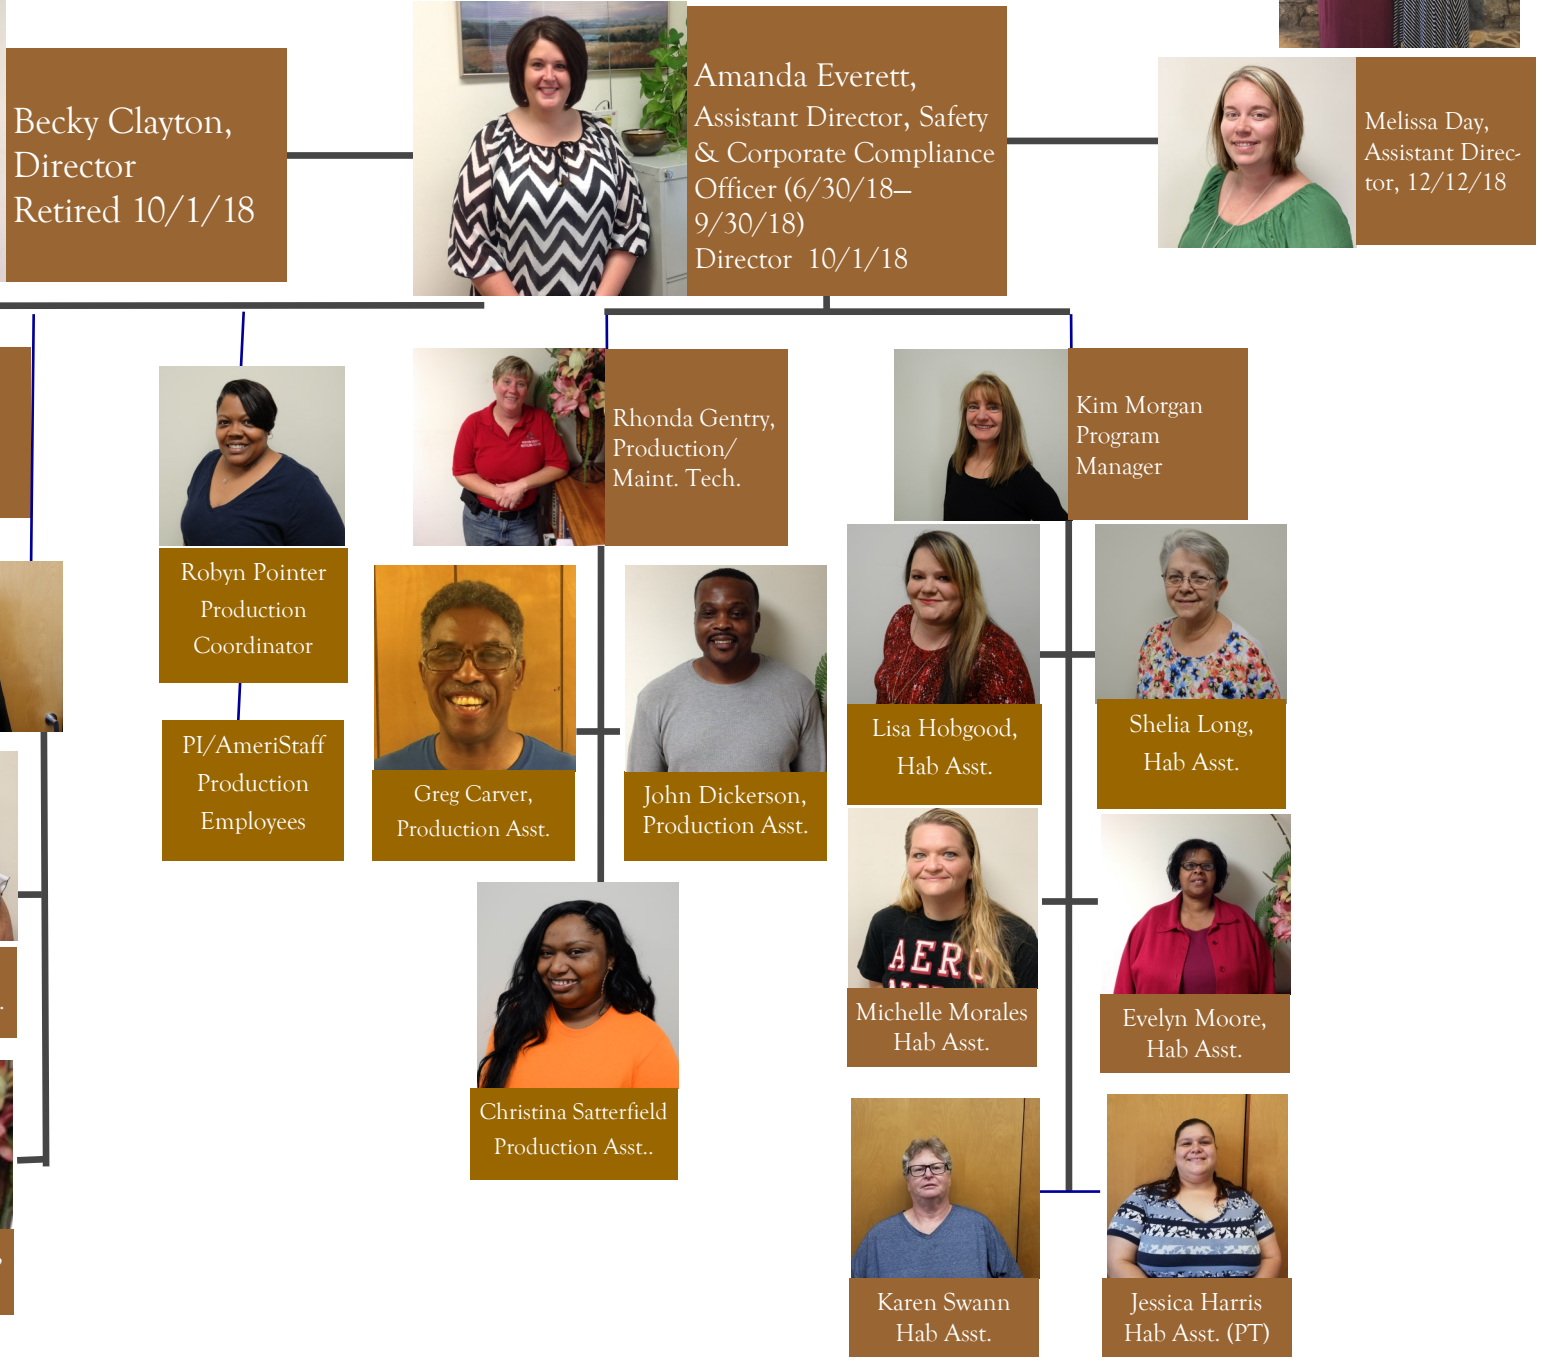 Becky Clayton,
Director
Retired 10/1/18
Amanda Everett,
Assistant Director, Safety
& Corporate Compliance
Officer (6/30/18–
9/30/18)
Director 10/1/18
Melissa Day,
Assistant Direc-
tor, 12/12/18
Rhonda Gentry,
Production/
Maint. Tech.
Kim Morgan
Program
Manager
Robyn Pointer
Production
Coordinator
PI/AmeriStaff
Production
Employees
Greg Carver,
Production Asst.
John Dickerson,
Production Asst.
Christina Satterfield
Production Asst..
Lisa Hobgood,
Hab Asst.
Shelia Long,
Hab Asst.
AERO
Michelle Morales
Hab Asst.
Evelyn Moore,
Hab Asst.
Karen Swann
Hab Asst.
Jessica Harris
Hab Asst. (PT)